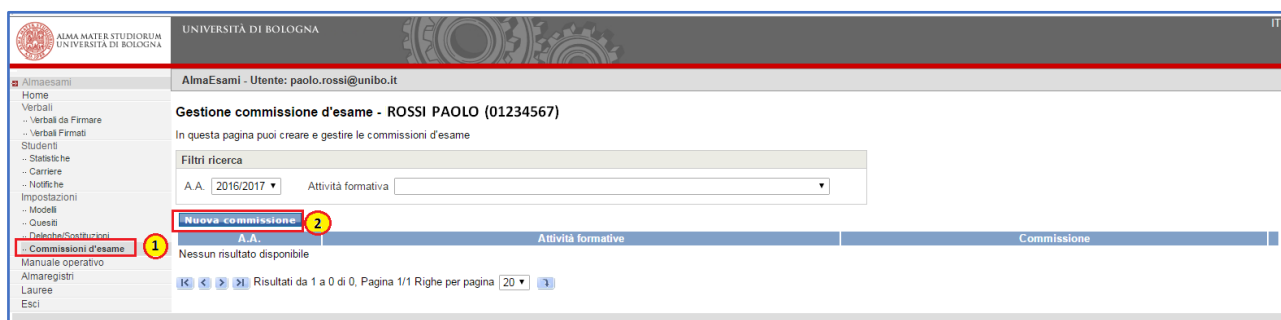 ALMA MATER STUDIORUM
UNIVERSITÀ DI BOLOGNA
UNIVERSITÀ DI BOLOGNA
IT
Almaesami
Home
Verbali
Verbali da Firmare
Verbali Firmati
Studenti
Statistiche
Carriere
Notifiche
Impostazioni
Modelli
Quesiti
Deleghe/Sostituzioni
Commissioni d'esame
1
Manuale operativo
Almaregistri
Lauree
Esci
AlmaEsami - Utente: paolo.rossi@unibo.it
Gestione commissione d'esame - ROSSI PAOLO (01234567)
In questa pagina puoi creare e gestire le commissioni d'esame
Filtri ricerca
A.A. 2016/2017 Attività formativa
Nuova commissione 2
A.A. Attività formative Commissione
Nessun risultato disponibile
Risultati da 1 a 0 di 0, Pagina 1/1 Righe per pagina 20